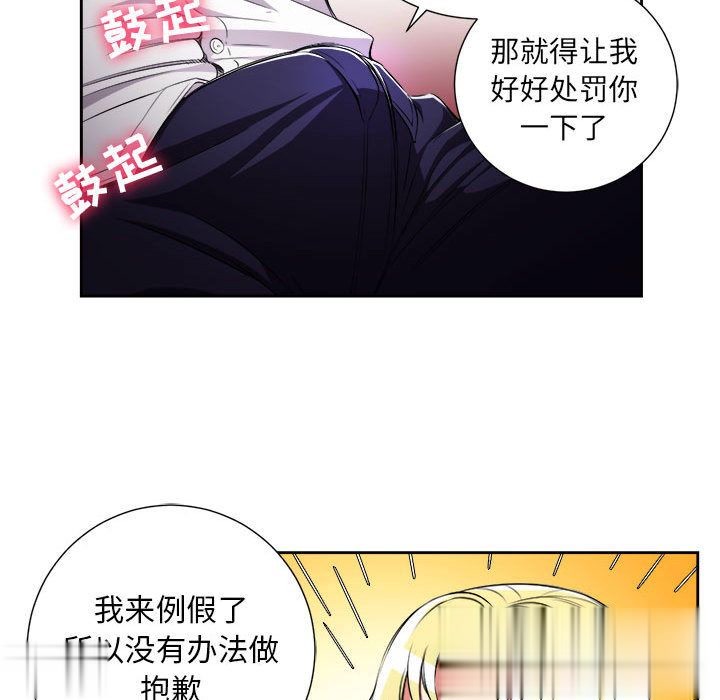 鼓起
那就得让我
好好处罚你
一下了
鼓起
我来例假了
所以没有办法做
抱歉